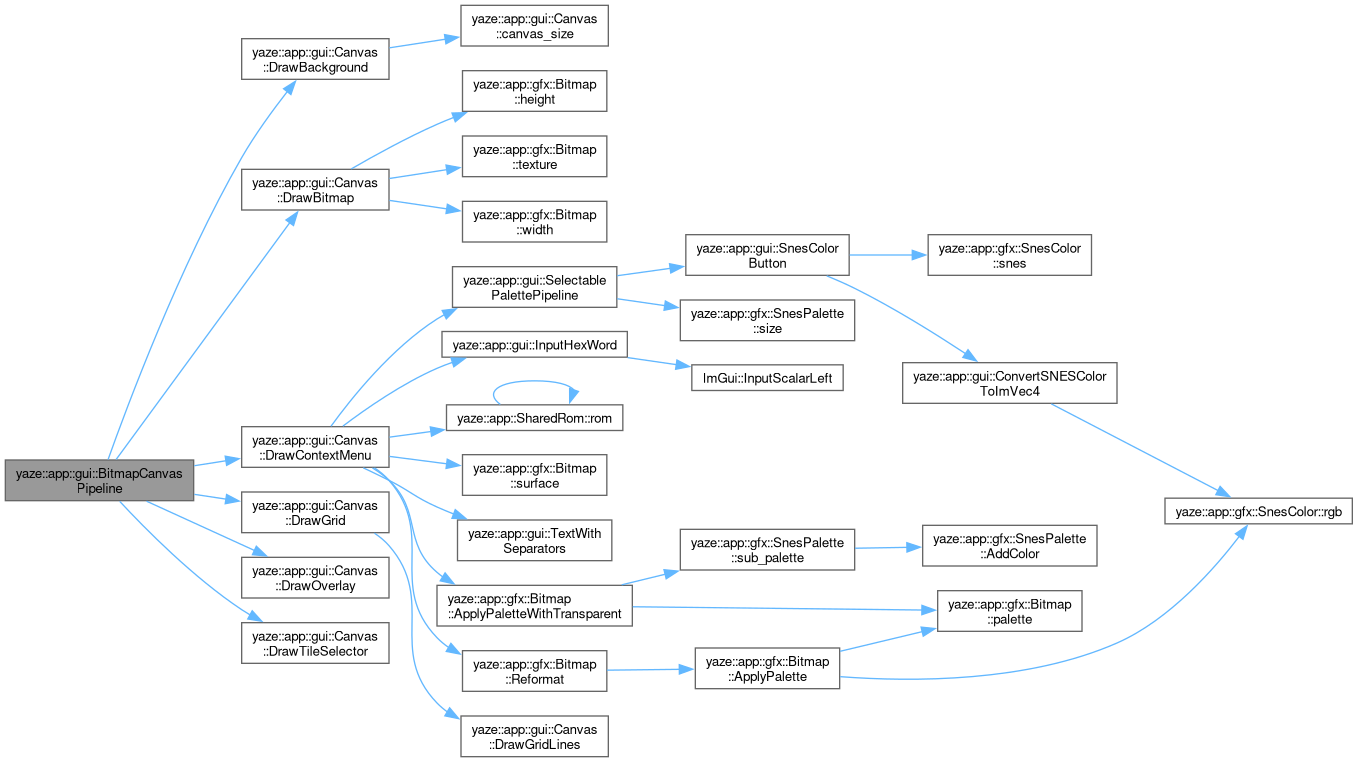 yaze::app::gui::BitmapCanvas
Pipeline
yaze::app::gui::Canvas
::DrawBackground
yaze::app::gui::Canvas
::canvas_size
yaze::app::gui::Canvas
::DrawBitmap
yaze::app::gfx::Bitmap
::height
yaze::app::gfx::Bitmap
::texture
yaze::app::gfx::Bitmap
::width
yaze::app::gui::Canvas
::DrawContextMenu
yaze::app::gui::Selectable
PalettePipeline
yaze::app::gui::SnesColor
Button
yaze::app::gfx::SnesColor
::snes
yaze::app::gfx::SnesPalette
::size
yaze::app::gui::ConvertSNESColor
ToImVec4
yaze::app::gfx::SnesColor::rgb
yaze::app::gui::InputHexWord
ImGui::InputScalarLeft
yaze::app::SharedRom::rom
yaze::app::gfx::Bitmap
::surface
yaze::app::gui::TextWith
Separators
yaze::app::gfx::Bitmap
::ApplyPaletteWithTransparent
yaze::app::gfx::SnesPalette
::sub_palette
yaze::app::gfx::SnesPalette
::AddColor
yaze::app::gfx::Bitmap
::palette
yaze::app::gfx::Bitmap
::Reformat
yaze::app::gfx::Bitmap
::ApplyPalette
yaze::app::gui::Canvas
::DrawGrid
yaze::app::gui::Canvas
::DrawGridLines
yaze::app::gui::Canvas
::DrawOverlay
yaze::app::gui::Canvas
::DrawTileSelector